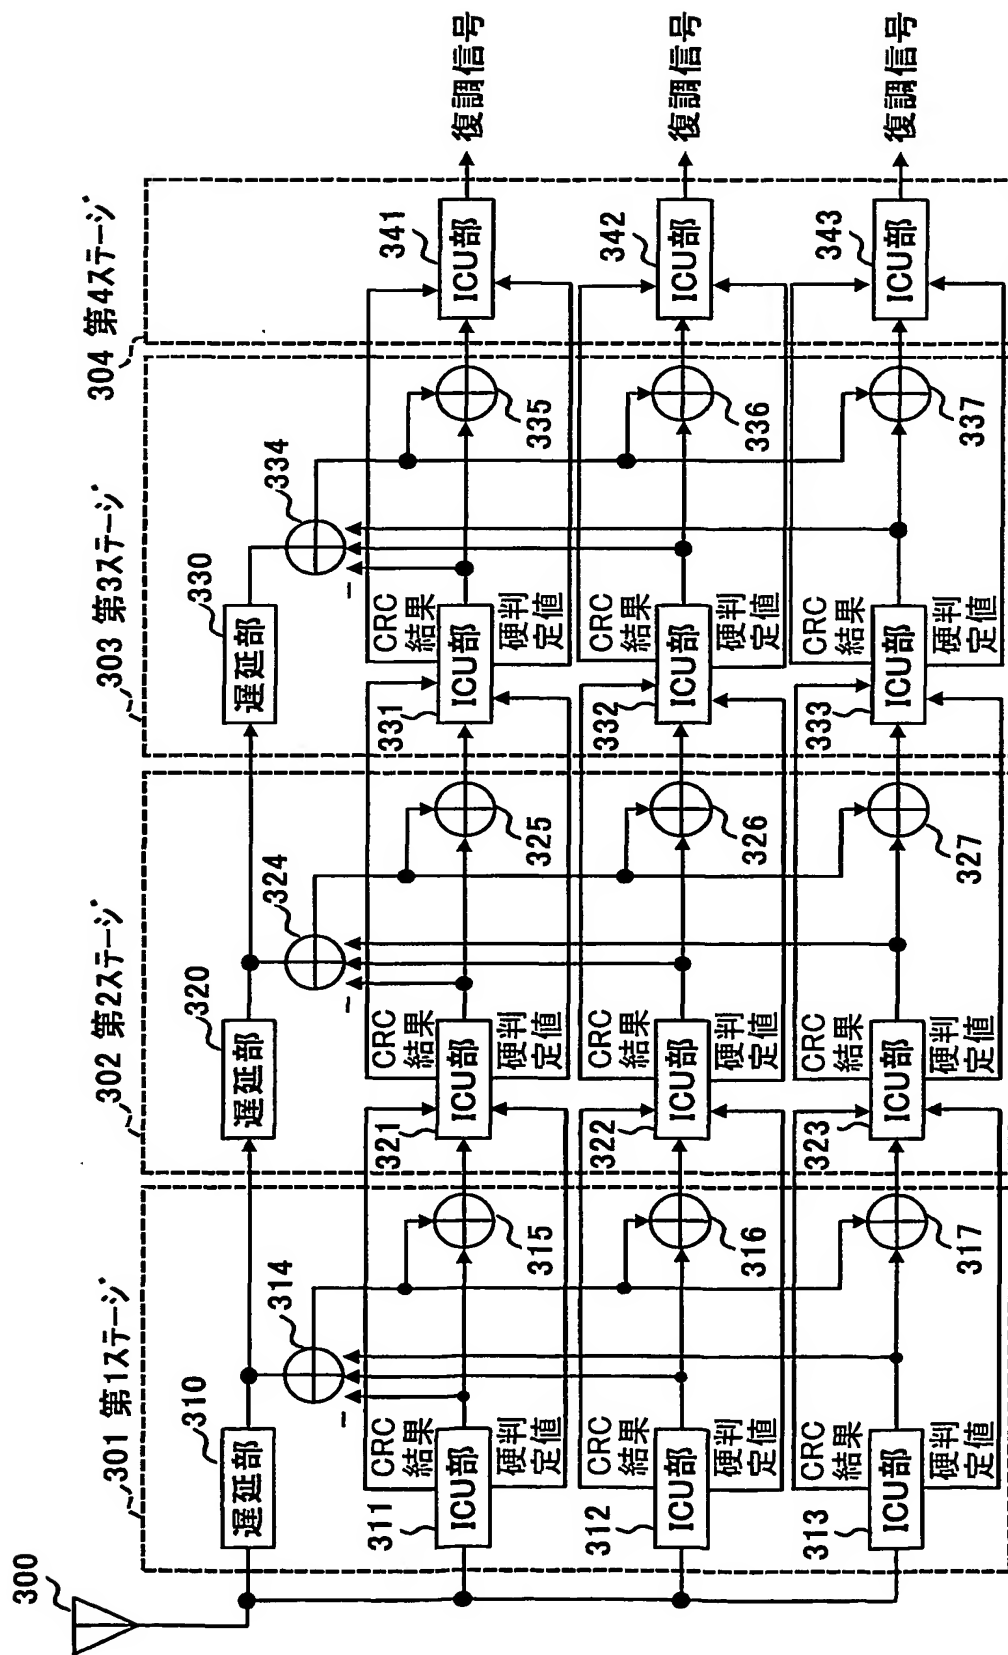 300
301 第1ステージ
302 第2ステージ
303 第3ステージ
304 第4ステージ
310
遅延部
320
遅延部
330
遅延部
314
324
334
-
-
-
311
ICU部
CRC
結果
硬判
定値
315
321
ICU部
CRC
結果
硬判
定値
325
331
ICU部
CRC
結果
硬判
定値
335
341
ICU部
復調信号
312
ICU部
CRC
結果
硬判
定値
316
322
ICU部
CRC
結果
硬判
定値
326
332
ICU部
CRC
結果
硬判
定値
336
342
ICU部
復調信号
313
ICU部
CRC
結果
硬判
定値
317
323
ICU部
CRC
結果
硬判
定値
327
333
ICU部
CRC
結果
硬判
定値
337
343
ICU部
復調信号